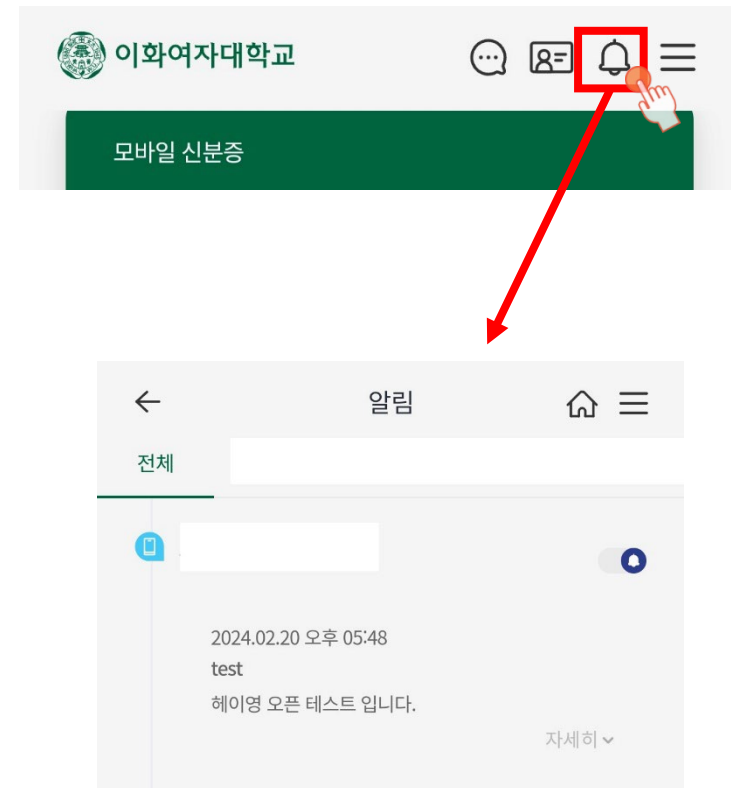 이화여자대학교
모바일 신분증
알림
전체
2024.02.20 오후 05:48
test
헤이영 오픈 테스트 입니다.
자세히